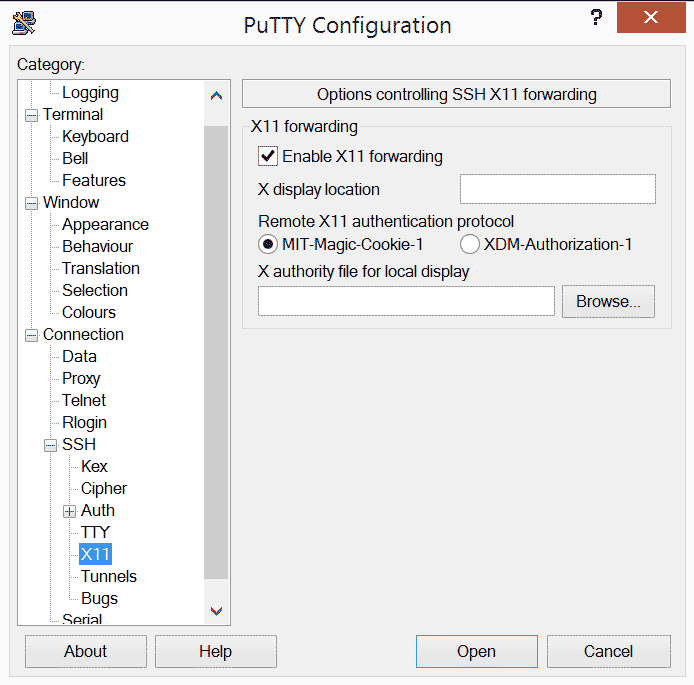 PuTTY Configuration
?
Category:
Logging
Terminal
Keyboard
Bell
Features
Window
Appearance
Behaviour
Translation
Selection
Colours
Connection
Data
Proxy
Telnet
Rlogin
SSH
Kex
Cipher
Auth
TTY
X11
Tunnels
Bugs
Serial
Options controlling SSH X11 forwarding
X11 forwarding
Enable X11 forwarding
X display location
Remote X11 authentication protocol
MIT-Magic-Cookie-1 XDM-Authorization-1
X authority file for local display
Browse...
About Help Open Cancel